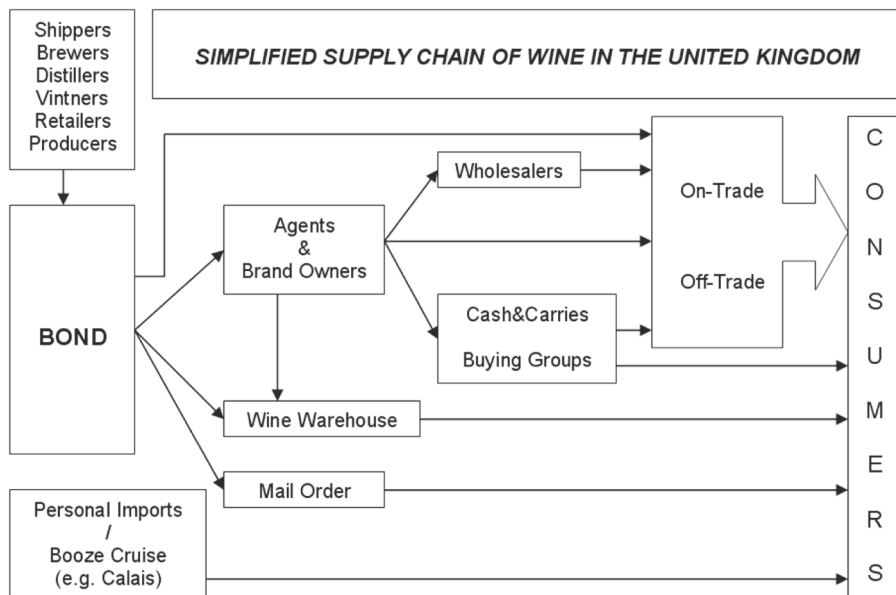 Shippers
Brewers
Distillers
Vintners
Retailers
Producers
SIMPLIFIED SUPPLY CHAIN OF WINE IN THE UNITED KINGDOM
BOND
Agents
&
Brand Owners
Wholesalers
Cash&Carries
Buying Groups
On-Trade
Off-Trade
Wine Warehouse
Mail Order
Personal Imports
/
Booze Cruise
(e.g. Calais)
CONSUMERS